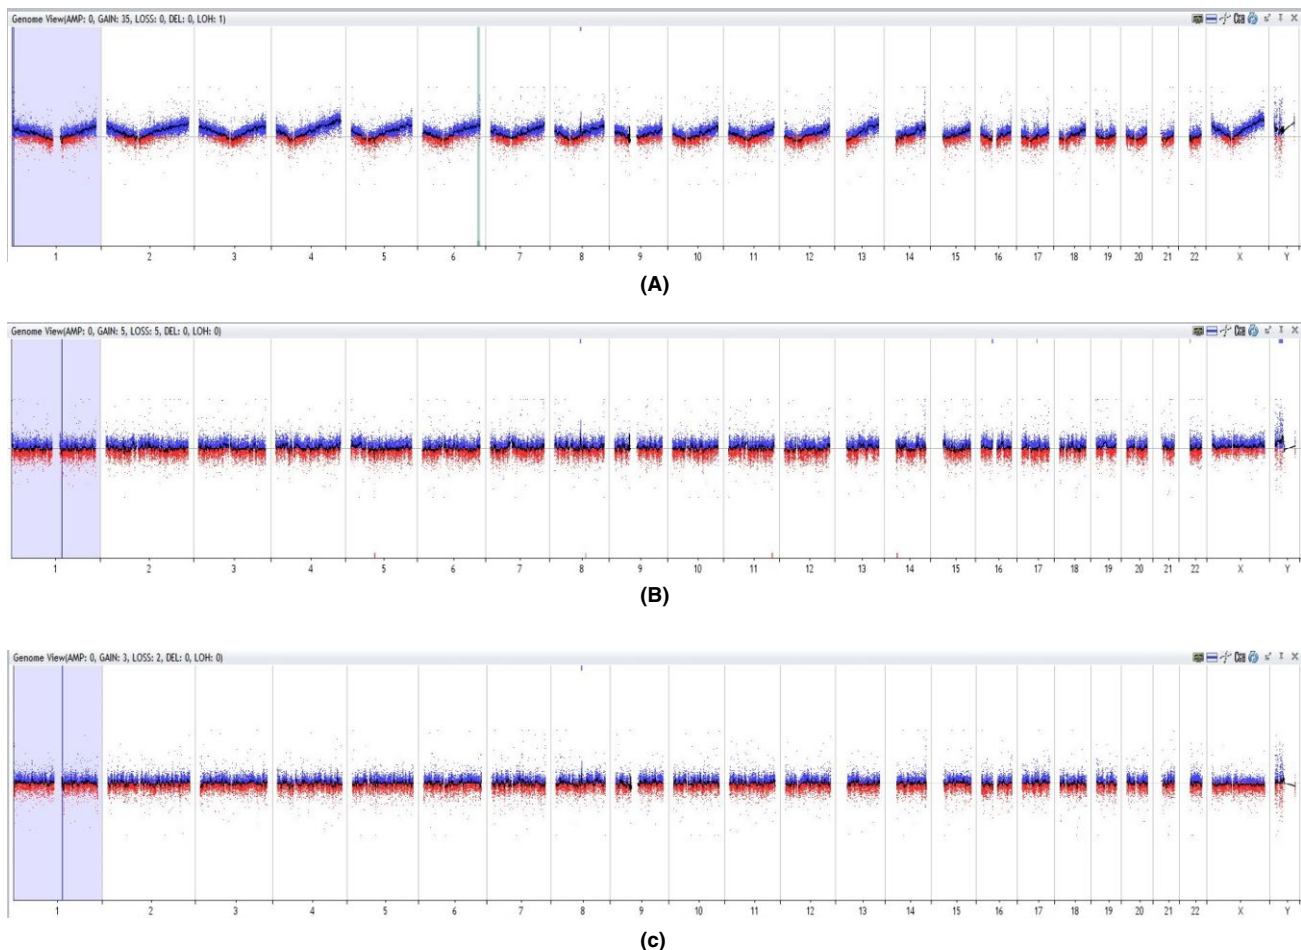 Genome View(AMP: 0, GAIN: 35, LOSS: 0, DEL: 0, LOH: 1)
1 2 3 4 5 6 7 8 9 10 11 12 13 14 15 16 17 18 19 20 21 22 X Y
(A)
Genome View(AMP: 0, GAIN: 5, LOSS: 5, DEL: 0, LOH: 0)
1 2 3 4 5 6 7 8 9 10 11 12 13 14 15 16 17 18 19 20 21 22 X Y
(B)
Genome View(AMP: 0, GAIN: 3, LOSS: 2, DEL: 0, LOH: 0)
1 2 3 4 5 6 7 8 9 10 11 12 13 14 15 16 17 18 19 20 21 22 X Y
(c)